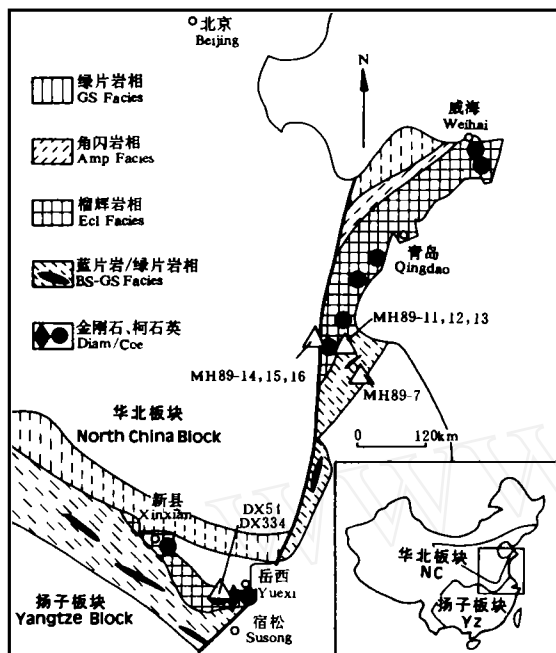 北京
Beijing
N
绿片岩相
GS Facies
角闪岩相
Amp Facies
榴辉岩相
Ecl Facies
蓝片岩/绿片岩相
BS-GS Facies
金刚石、柯石英
Diam/Coe
威海
Weihai
青岛
Qingdao
MH89-11,12,13
MH89-14,15,16
MH89-7
0 120km
华北板块
North China Block
新县
Xinxian
DX51
DX334
岳西
Yuexi
宿松
Susong
扬子板块
Yangtze Block
华北板块
NC
扬子板块
Yz